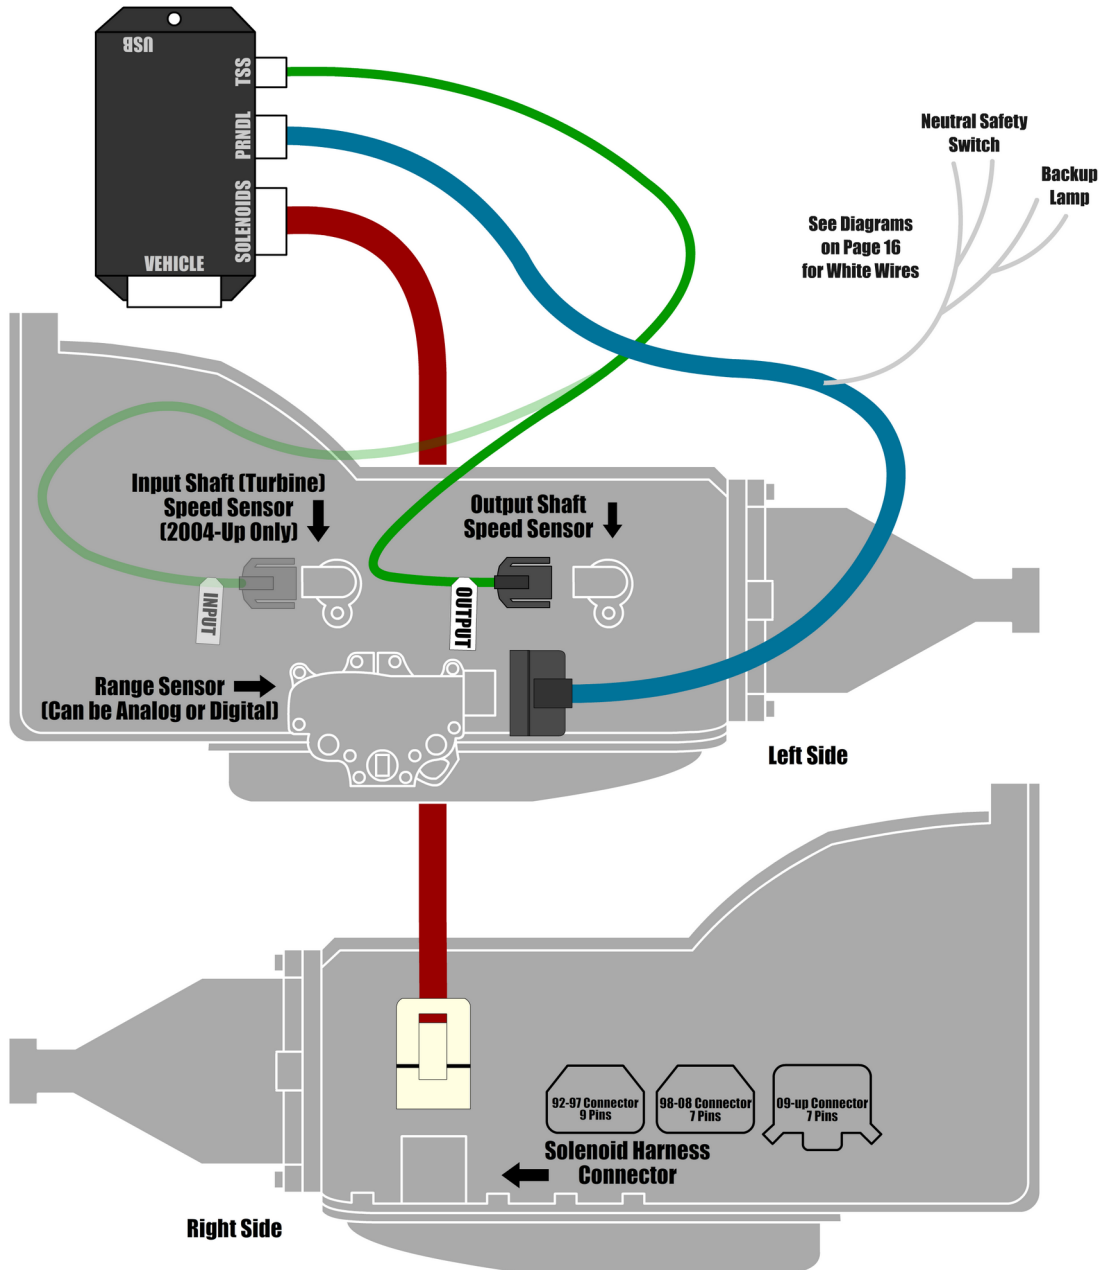 USB
TSS
PRNDL
SOLENOIDS
VEHICLE
Neutral Safety
Switch
Backup
Lamp
See Diagrams
on Page 16
for White Wires
Input Shaft (Turbine)
Speed Sensor
(2004-Up Only)
Output Shaft
Speed Sensor
INPUT
OUTPUT
Range Sensor
(Can be Analog or Digital)
Left Side
92-97 Connector
9 Pins
98-08 Connector
7 Pins
09-up Connector
7 Pins
Solenoid Harness
Connector
Right Side